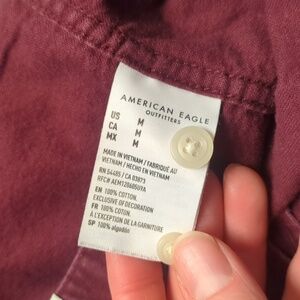 AMERICAN EAGLE
OUTFITTERS
US M
CA M
MX M
MADE IN VIETNAM / FABRIQUÉ AU
VIETNAM / HECHO EN VIETNAM
RN 54485 / CA 03873
EN 100% COTTON.
EXCLUSIVE OF DECORATION
FR 100% COTON.
À L'EXCEPTION DE LA GARNITURE
SP 100% algodón